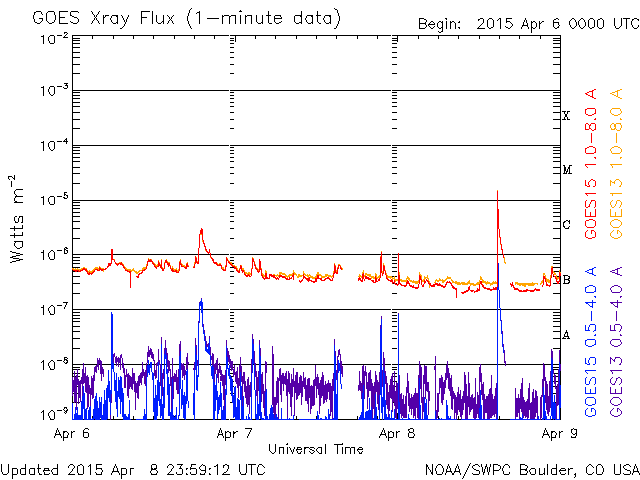 GOES Xray Flux (1-minute data)
Begin: 2015 Apr 6 0000 UTC
10-2
10-3
10-4
10-5
10-6
10-7
10-8
10-9
Watts m-2
X
M
C
B
A
GOES15 1.0-8.0 A
GOES13 1.0-8.0 A
GOES15 0.5-4.0 A
GOES13 0.5-4.0 A
Apr 6
Apr 7
Apr 8
Apr 9
Universal Time
Updated 2015 Apr 8 23:59:12 UTC
NOAA/SWPC Boulder, CO USA